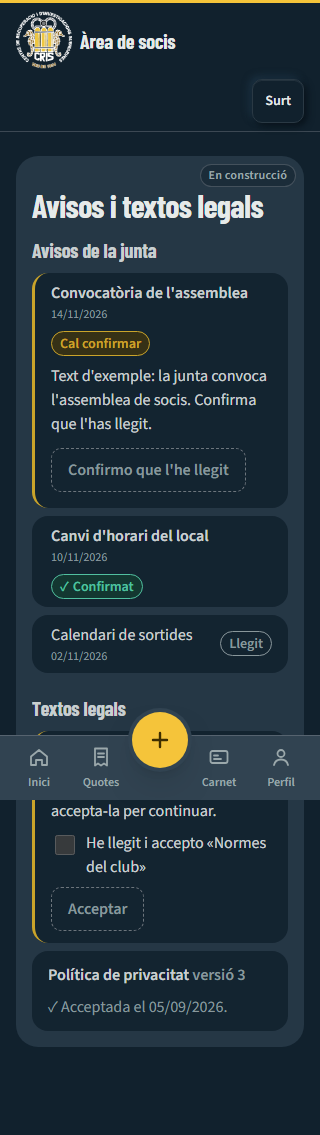 CRIS
Àrea de socis
Surt
En construcció
Avisos i textos legals
Avisos de la junta
Convocatòria de l'assemblea
14/11/2026
Cal confirmar
Text d'exemple: la junta convoca
l'assemblea de socis. Confirma
que l'has llegit.
Confirmo que l'he llegit
Canvi d'horari del local
10/11/2026
✓ Confirmat
Calendari de sortides
02/11/2026
Llegit
Textos legals
+
Inici
Quotes
Carnet
Perfil
accepta-la per continuar.
He llegit i accepto «Normes
del club»
Acceptar
Política de privacitat versió 3
✓ Acceptada el 05/09/2026.